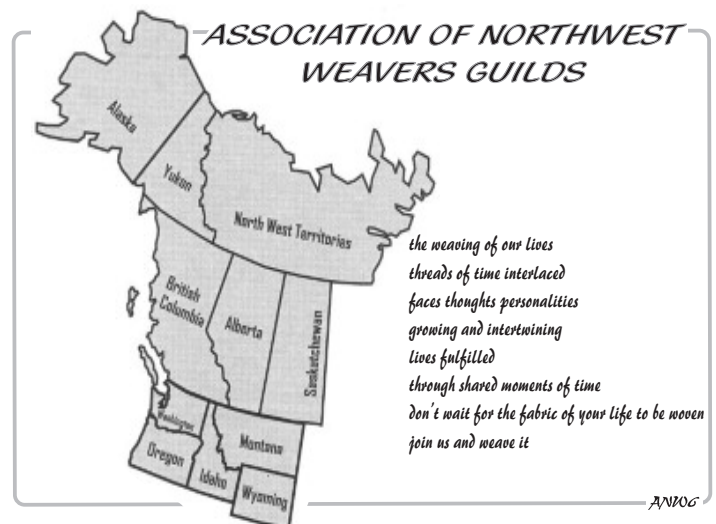 ASSOCIATION OF NORTHWEST
WEAVERS GUILDS
Alaska
Yukon
North West Territories
British
Columbia
Alberta
Saskatchewan
Washington
Oregon
Idaho
Montana
Wyoming
the weaving of our lives
threads of time interlaced
faces thoughts personalities
growing and intertwining
lives fulfilled
through shared moments of time
don't wait for the fabric of your life to be woven
join us and weave it
ANWG